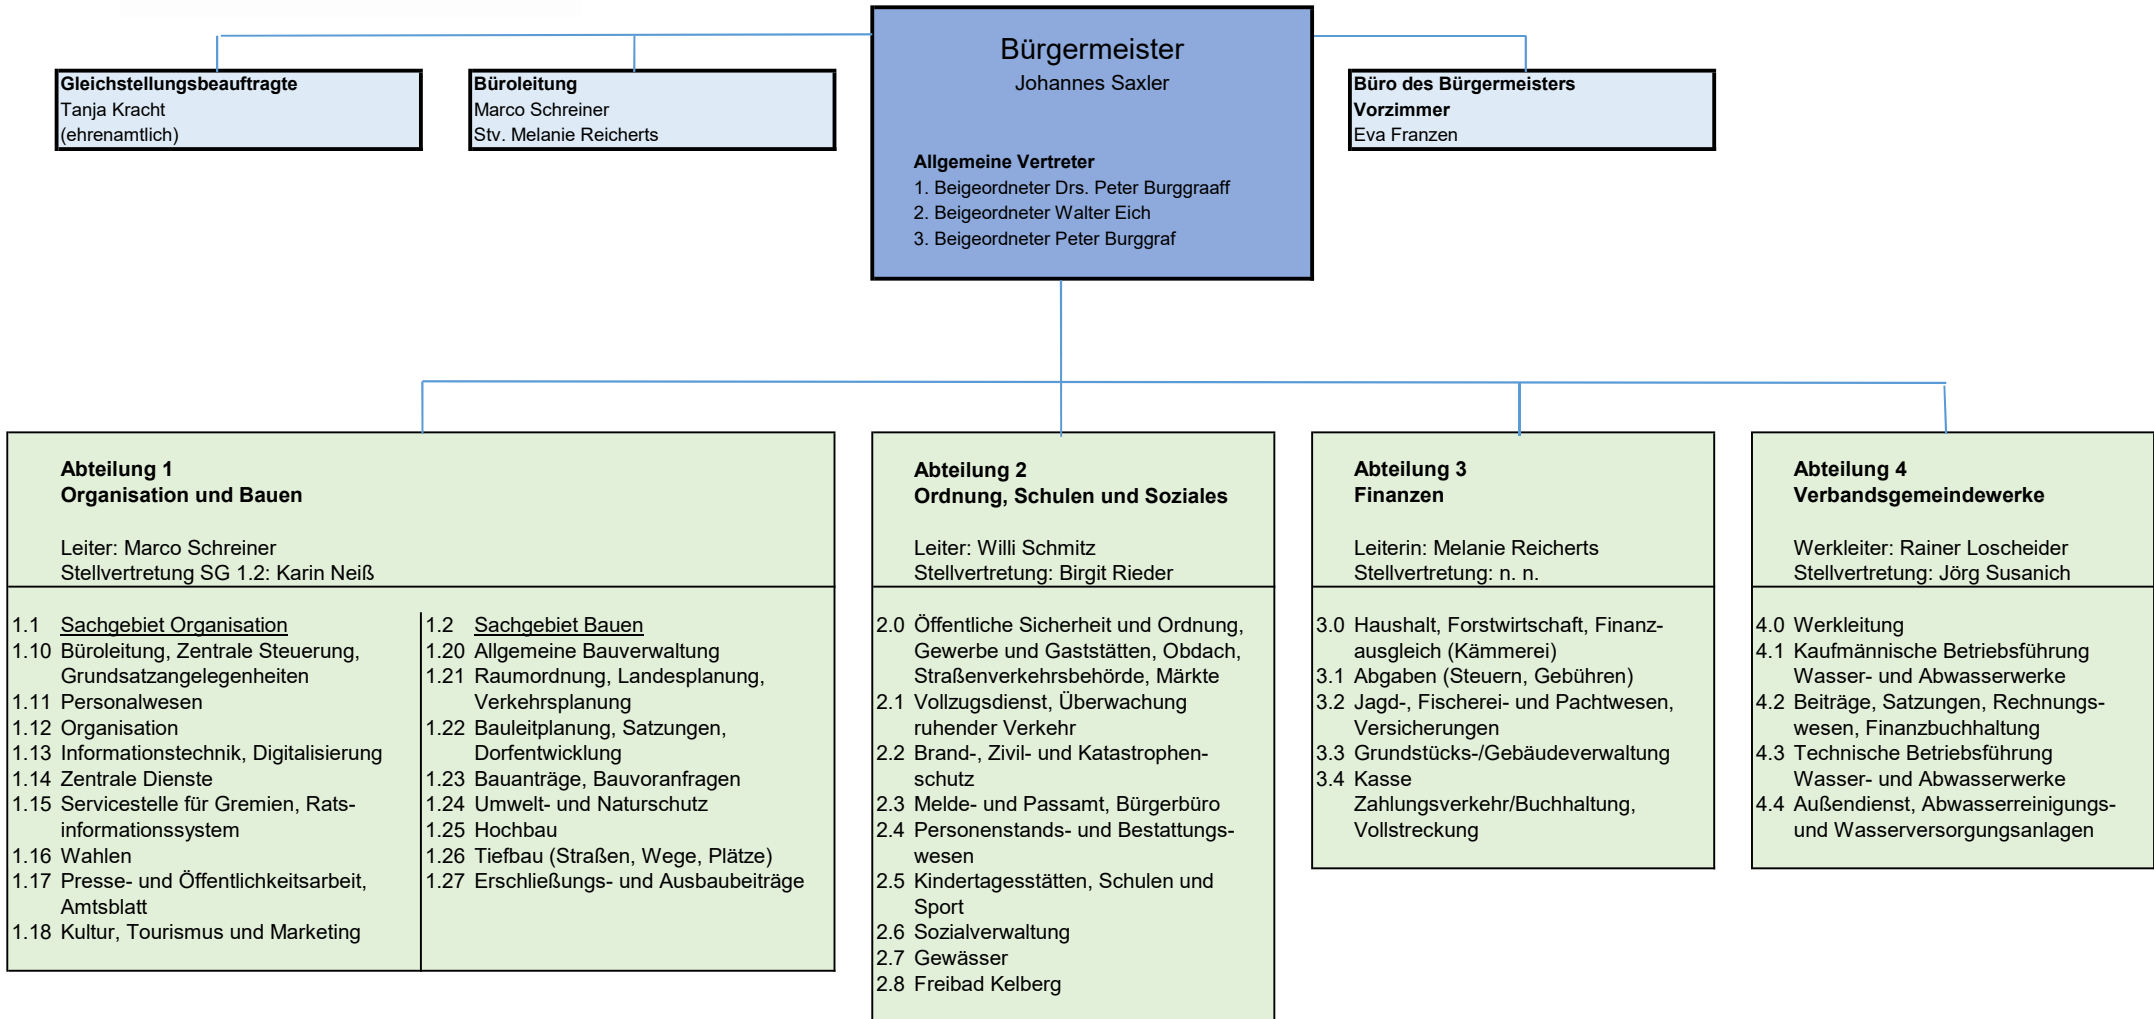 Bürgermeister
Johannes Saxler
Allgemeine Vertreter
1. Beigeordneter Drs. Peter Burggraaff
2. Beigeordneter Walter Eich
3. Beigeordneter Peter Burggraf
Gleichstellungsbeauftragte
Tanja Kracht
(ehrenamtlich)
Büroleitung
Marco Schreiner
Stv. Melanie Reicherts
Büro des Bürgermeisters
Vorzimmer
Eva Franzen
Abteilung 1
Organisation und Bauen
Leiter: Marco Schreiner
Stellvertretung SG 1.2: Karin Neiß
1.1 Sachgebiet Organisation
1.10 Büroleitung, Zentrale Steuerung,
Grundsatzangelegenheiten
1.11 Personalwesen
1.12 Organisation
1.13 Informationstechnik, Digitalisierung
1.14 Zentrale Dienste
1.15 Servicestelle für Gremien, Rats-
informationssystem
1.16 Wahlen
1.17 Presse- und Öffentlichkeitsarbeit,
Amtsblatt
1.18 Kultur, Tourismus und Marketing
1.2 Sachgebiet Bauen
1.20 Allgemeine Bauverwaltung
1.21 Raumordnung, Landesplanung,
Verkehrsplanung
1.22 Bauleitplanung, Satzungen,
Dorfentwicklung
1.23 Bauanträge, Bauvoranfragen
1.24 Umwelt- und Naturschutz
1.25 Hochbau
1.26 Tiefbau (Straßen, Wege, Plätze)
1.27 Erschließungs- und Ausbaubeiträge
Abteilung 2
Ordnung, Schulen und Soziales
Leiter: Willi Schmitz
Stellvertretung: Birgit Rieder
2.0 Öffentliche Sicherheit und Ordnung,
Gewerbe und Gaststätten, Obdach,
Straßenverkehrsbehörde, Märkte
2.1 Vollzugsdienst, Überwachung
ruhender Verkehr
2.2 Brand-, Zivil- und Katastrophen-
schutz
2.3 Melde- und Passamt, Bürgerbüro
2.4 Personenstands- und Bestattungs-
wesen
2.5 Kindertagesstätten, Schulen und
Sport
2.6 Sozialverwaltung
2.7 Gewässer
2.8 Freibad Kelberg
Abteilung 3
Finanzen
Leiterin: Melanie Reicherts
Stellvertretung: n. n.
3.0 Haushalt, Forstwirtschaft, Finanz-
ausgleich (Kämmerei)
3.1 Abgaben (Steuern, Gebühren)
3.2 Jagd-, Fischerei- und Pachtwesen,
Versicherungen
3.3 Grundstücks-/Gebäudeverwaltung
3.4 Kasse
Zahlungsverkehr/Buchhaltung,
Vollstreckung
Abteilung 4
Verbandsgemeindewerke
Werkleiter: Rainer Loscheider
Stellvertretung: Jörg Susanich
4.0 Werkleitung
4.1 Kaufmännische Betriebsführung
Wasser- und Abwasserwerke
4.2 Beiträge, Satzungen, Rechnungs-
wesen, Finanzbuchhaltung
4.3 Technische Betriebsführung
Wasser- und Abwasserwerke
4.4 Außendienst, Abwasserreinigungs-
und Wasserversorgungsanlagen